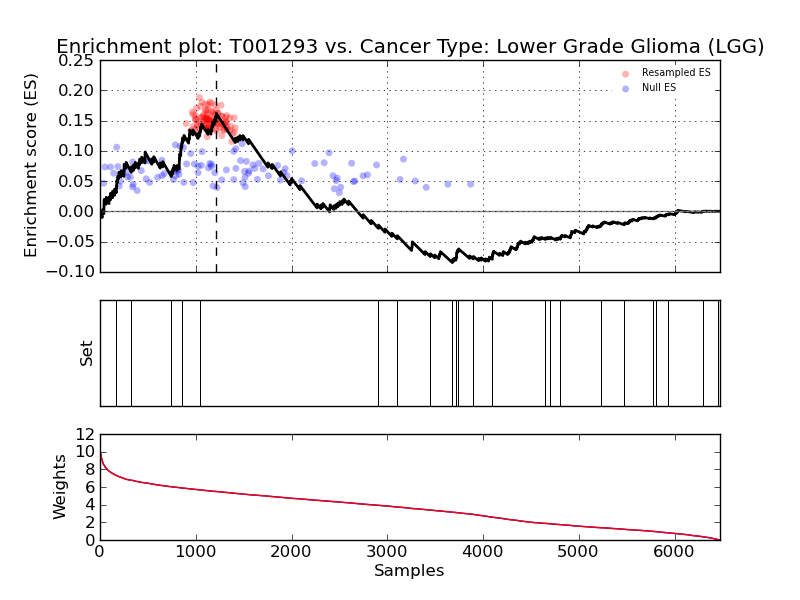 Enrichment plot: T001293 vs. Cancer Type: Lower Grade Glioma (LGG)
Enrichment score (ES)
0.25
0.20
0.15
0.10
0.05
0.00
−0.05
−0.10
Resampled ES
Null ES
Set
Weights
12
10
8
6
4
2
0
0 1000 2000 3000 4000 5000 6000
Samples